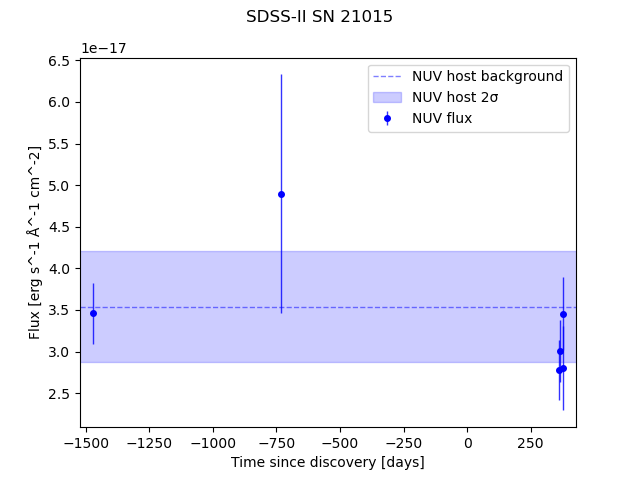 SDSS-II SN 21015
1e−17
6.5
6.0
5.5
5.0
4.5
4.0
3.5
3.0
2.5
Flux [erg s^-1 Å^-1 cm^-2]
NUV host background
NUV host 2σ
NUV flux
−1500 −1250 −1000 −750 −500 −250 0 250
Time since discovery [days]